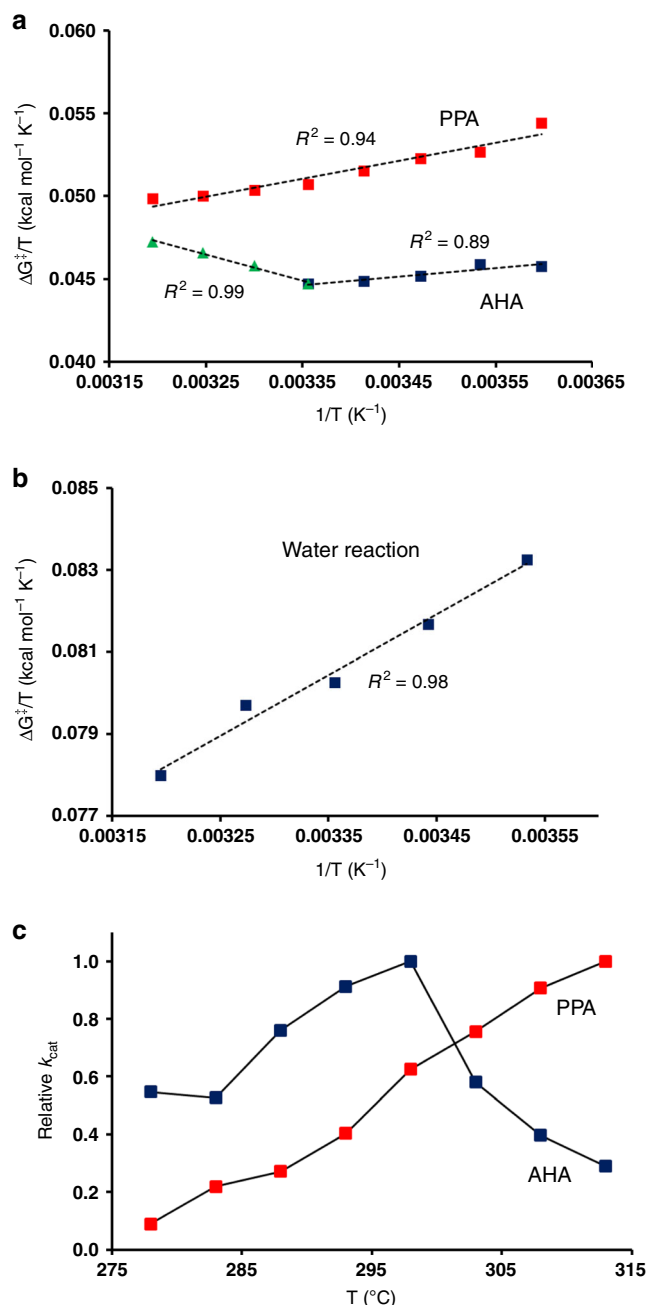 a
0.060
0.055
0.050
0.045
0.040
ΔG‡/T (kcal mol⁻¹ K⁻¹)
PPA
R² = 0.94
R² = 0.89
R² = 0.99
AHA
0.00315 0.00325 0.00335 0.00345 0.00355 0.00365
1/T (K⁻¹)
b
0.085
0.083
0.081
0.079
0.077
ΔG‡/T (kcal mol⁻¹ K⁻¹)
Water reaction
R² = 0.98
0.00315 0.00325 0.00335 0.00345 0.00355
1/T (K⁻¹)
c
1.0
0.8
0.6
0.4
0.2
0.0
Relative kcat
PPA
AHA
275 285 295 305 315
T (°C)